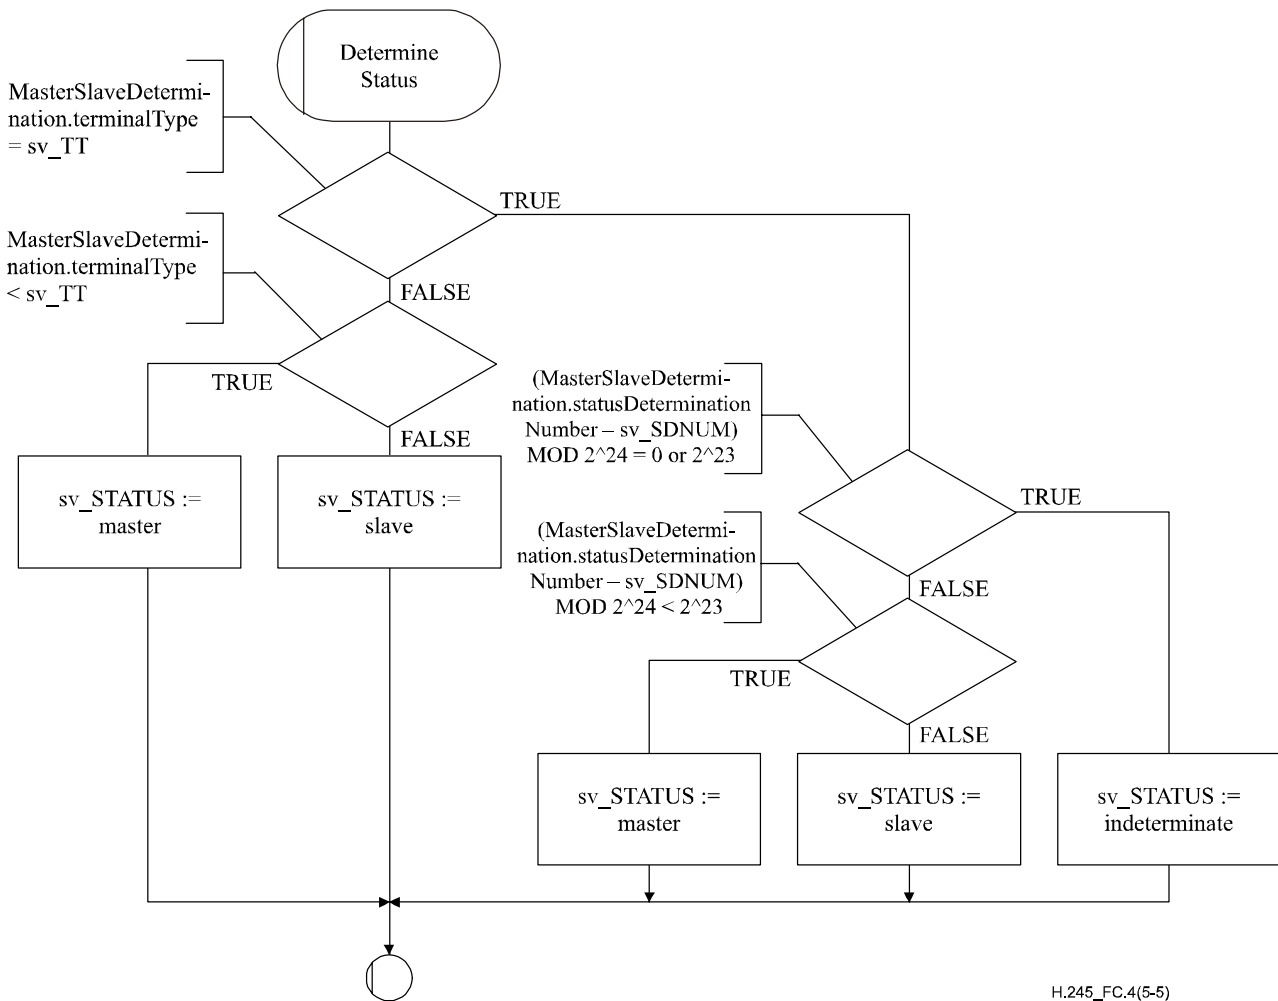 Determine
Status
MasterSlaveDetermi-
nation.terminalType
= sv_TT
TRUE
MasterSlaveDetermi-
nation.terminalType
< sv_TT
FALSE
TRUE
FALSE
sv_STATUS :=
master
sv_STATUS :=
slave
(MasterSlaveDetermi-
nation.statusDetermination
Number – sv_SDNUM)
MOD 2^24 = 0 or 2^23
TRUE
FALSE
(MasterSlaveDetermi-
nation.statusDetermination
Number – sv_SDNUM)
MOD 2^24 < 2^23
TRUE
FALSE
sv_STATUS :=
master
sv_STATUS :=
slave
sv_STATUS :=
indeterminate
H.245_FC.4(5-5)